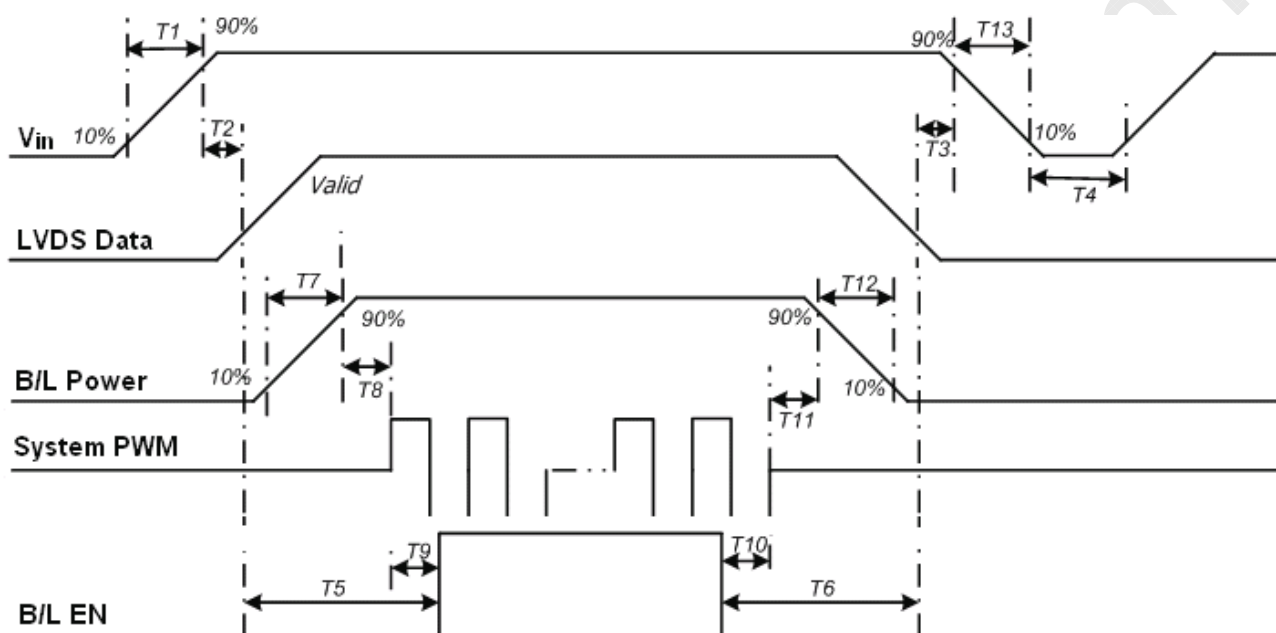 T1
90%
90%
T13
Vin
10%
T2
T3
10%
T4
Valid
LVDS Data
T7
T12
90%
90%
B/L Power
10%
T8
T11
10%
System PWM
T9
T10
T5
T6
B/L EN